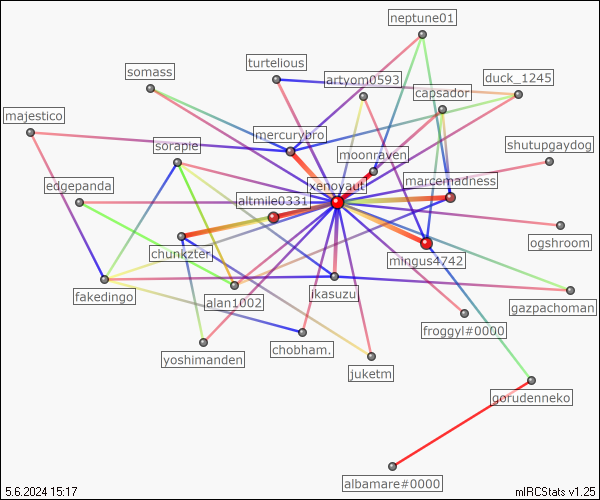 neptune01
turtelious
somass
artyom0593
duck_1245
capsador
majestico
mercurybro
sorapie
shutupgaydog
moonraven
marcemadness
edgepanda
xenoyaut
altmile0331
ogshroom
chunkzter
mingus4742
fakedingo
alan1002
ikasuzu
gazpachoman
froggyl#0000
yoshimanden
chobham.
juketm
gorudenneko
albamare#0000
5.6.2024 15:17
mIRCStats v1.25